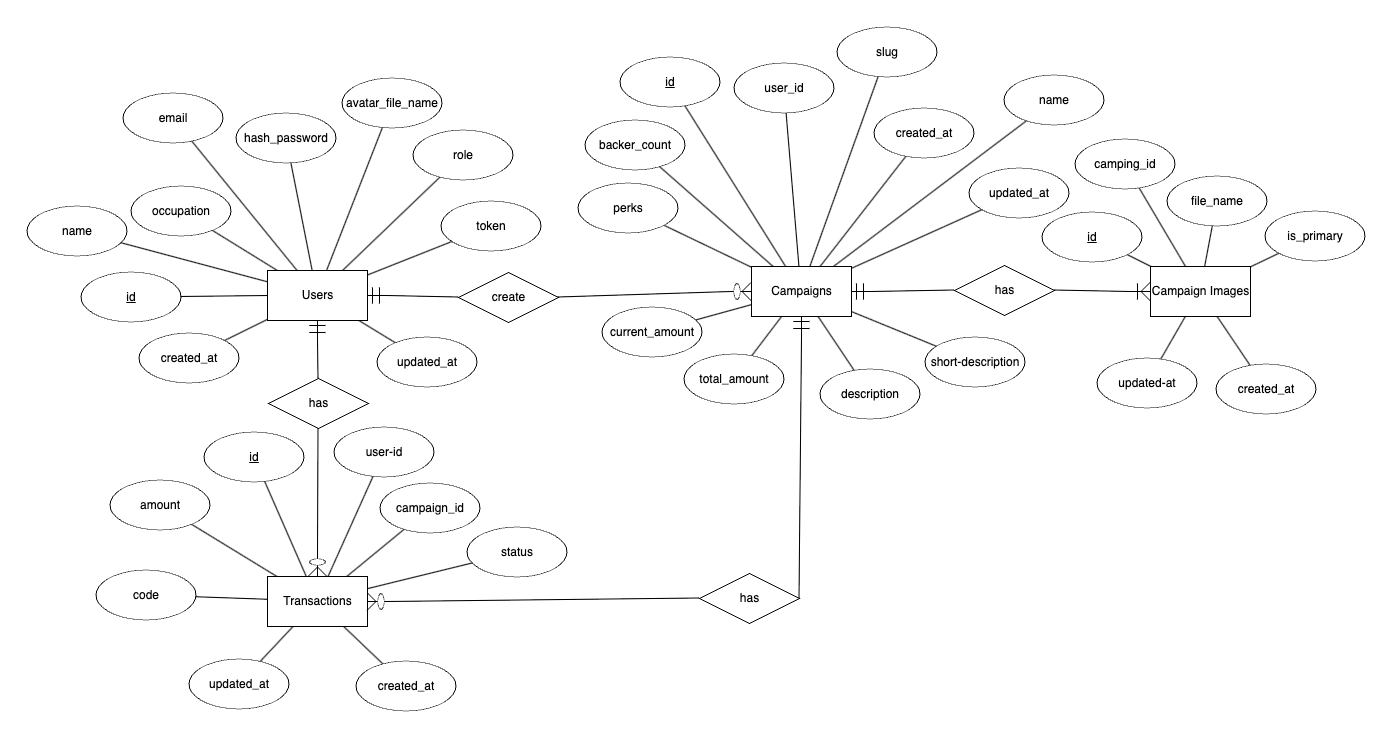 slug
id
user_id
name
avatar_file_name
email
hash_password
created_at
backer_count
role
camping_id
updated_at
file_name
perks
occupation
token
name
id
is_primary
id
Users
create
Campaigns
has
Campaign Images
current_amount
created_at
updated_at
short-description
total_amount
description
updated-at
created_at
has
id
user-id
amount
campaign_id
status
code
Transactions
has
updated_at
created_at